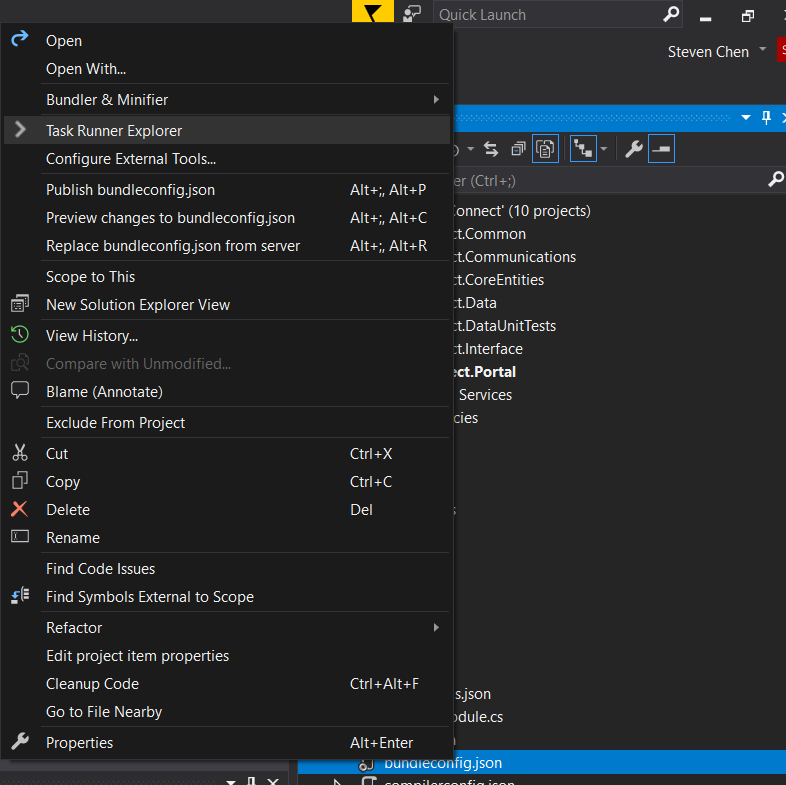 Quick Launch
Steven Chen
Open
Open With...
Bundler & Minifier
Task Runner Explorer
Configure External Tools...
er (Ctrl+;)
Publish bundleconfig.json Alt+;, Alt+P
Connect' (10 projects)
Preview changes to bundleconfig.json Alt+;, Alt+C
ct.Common
Replace bundleconfig.json from server Alt+;, Alt+R
ct.Communications
Scope to This
ct.CoreEntities
New Solution Explorer View
ct.Data
View History...
ct.DataUnitTests
ct.Interface
Compare with Unmodified...
ect.Portal
Blame (Annotate)
Services
Exclude From Project
cies
Cut Ctrl+X
Copy Ctrl+C
Delete Del
s
Rename
Find Code Issues
Find Symbols External to Scope
Refactor
Edit project item properties
Cleanup Code Ctrl+Alt+F
s.json
Go to File Nearby
odule.cs
Properties Alt+Enter
bundleconfig.json
compilerconfig.json